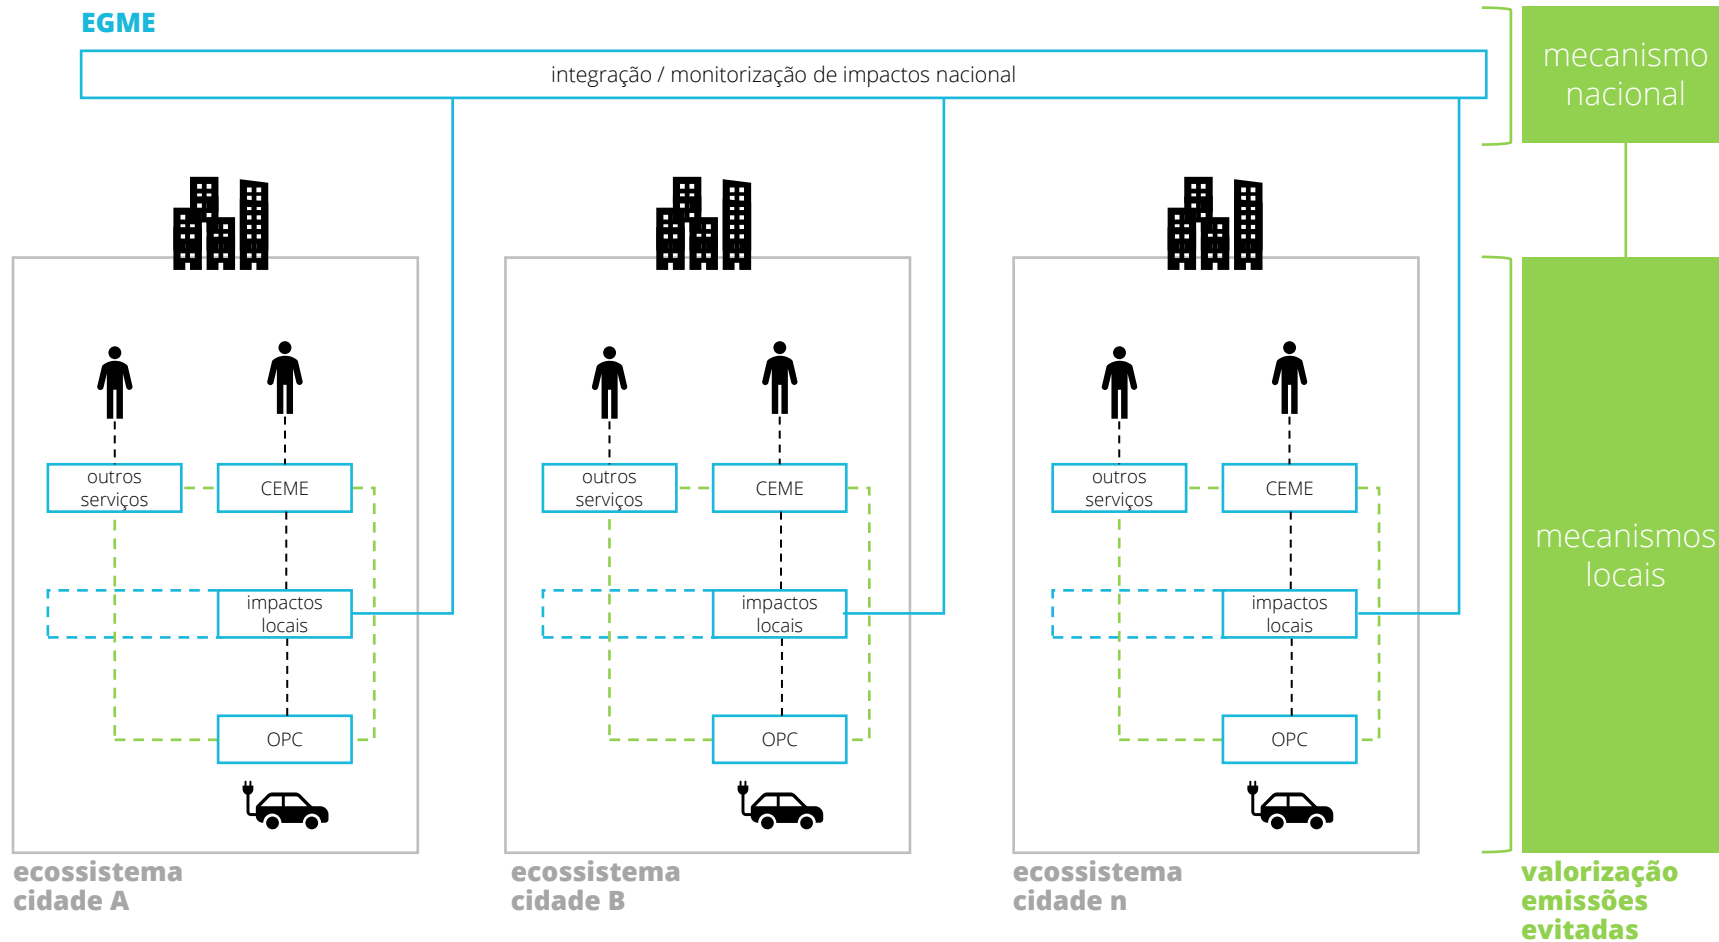 EGME
integração / monitorização de impactos nacional
mecanismo
nacional
outros
serviços
CEME
impactos
locais
OPC
ecossistema
cidade A
outros
serviços
CEME
impactos
locais
OPC
ecossistema
cidade B
outros
serviços
CEME
impactos
locais
OPC
ecossistema
cidade n
mecanismos
locais
valorização
emissões
evitadas